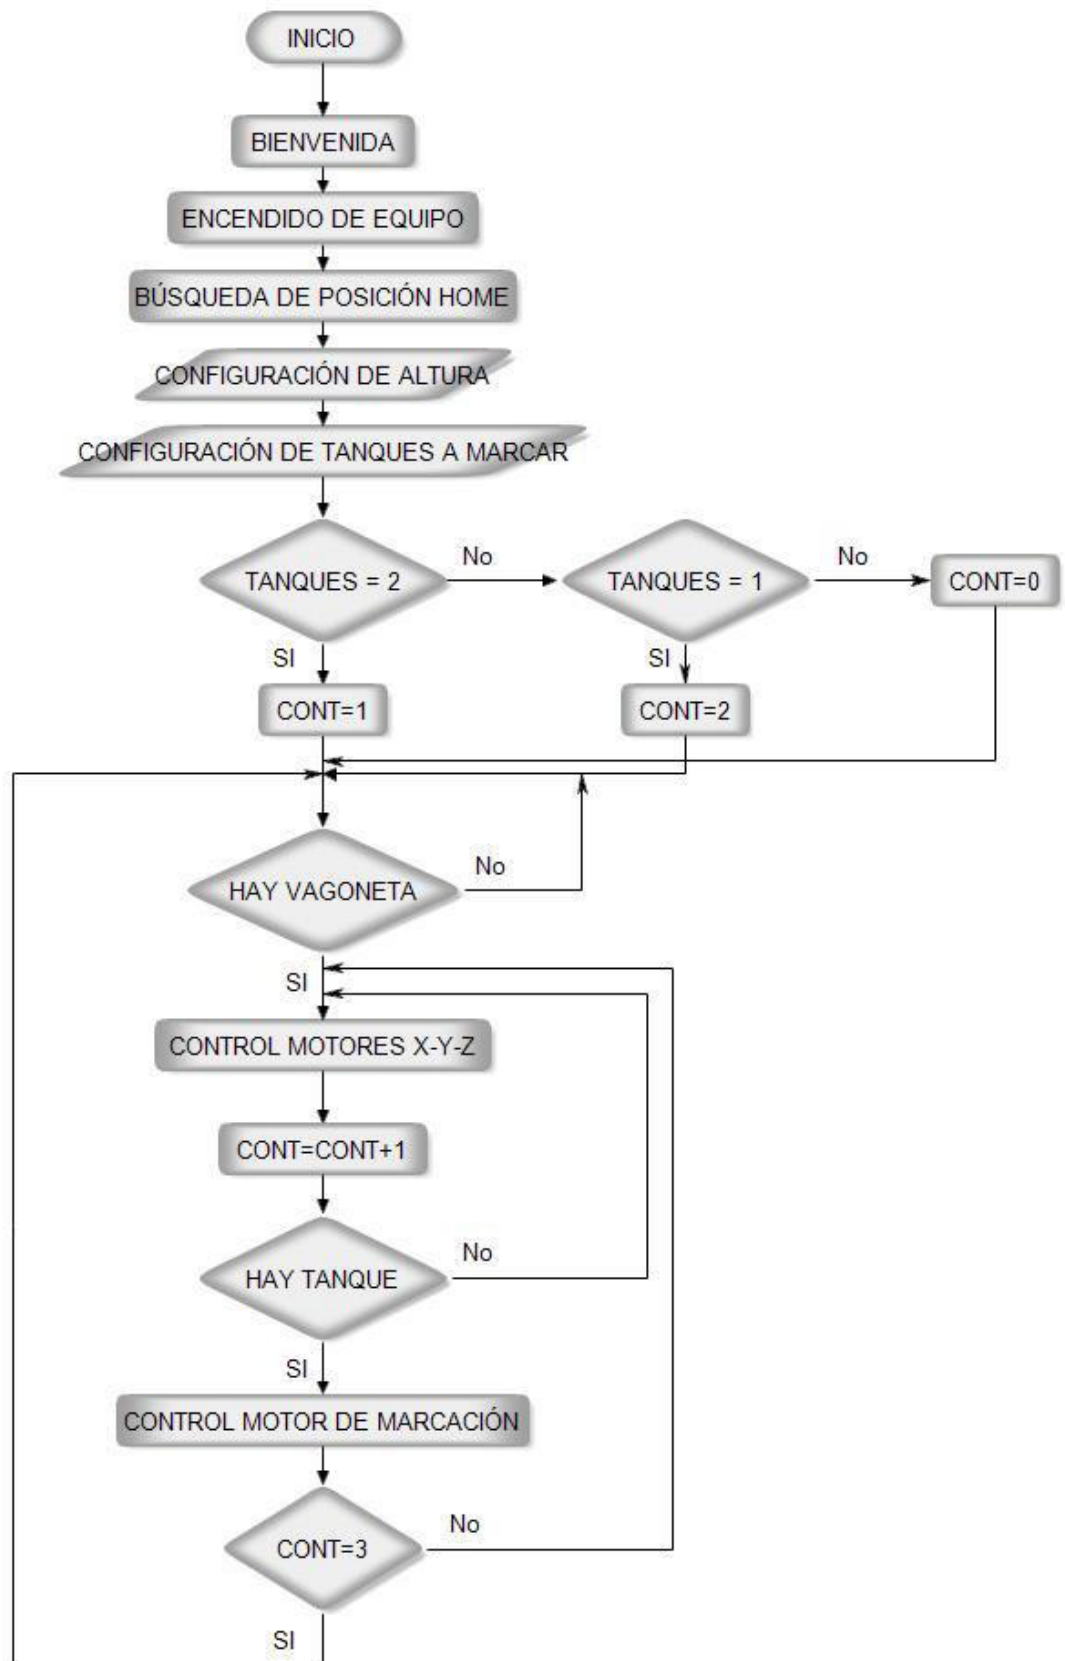 INICIO
BIENVENIDA
ENCENDIDO DE EQUIPO
BÚSQUEDA DE POSICIÓN HOME
CONFIGURACIÓN DE ALTURA
CONFIGURACIÓN DE TANQUES A MARCAR
TANQUES = 2
No
TANQUES = 1
No
CONT=0
SI
SI
CONT=1
CONT=2
HAY VAGONETA
No
SI
CONTROL MOTORES X-Y-Z
CONT=CONT+1
HAY TANQUE
No
SI
CONTROL MOTOR DE MARCACIÓN
CONT=3
No
SI